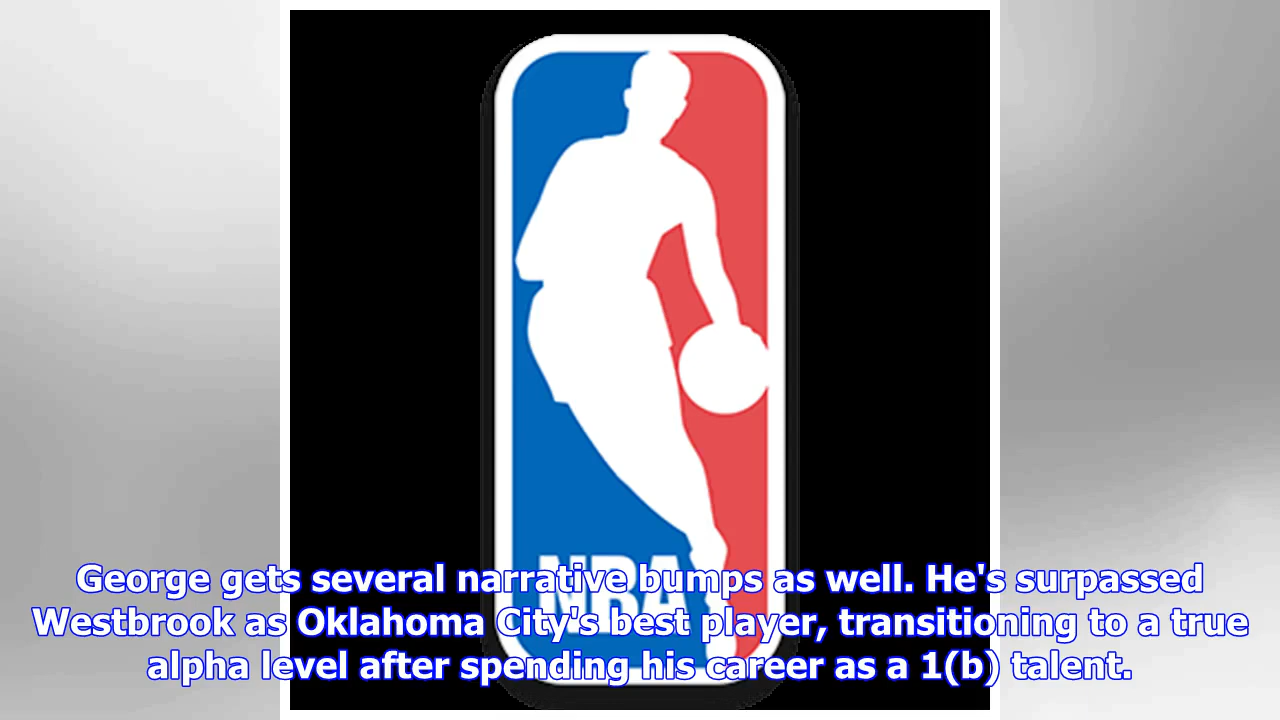 NBA
George gets several narrative bumps as well. He's surpassed
Westbrook as Oklahoma City's best player, transitioning to a true
alpha level after spending his career as a 1(b) talent.